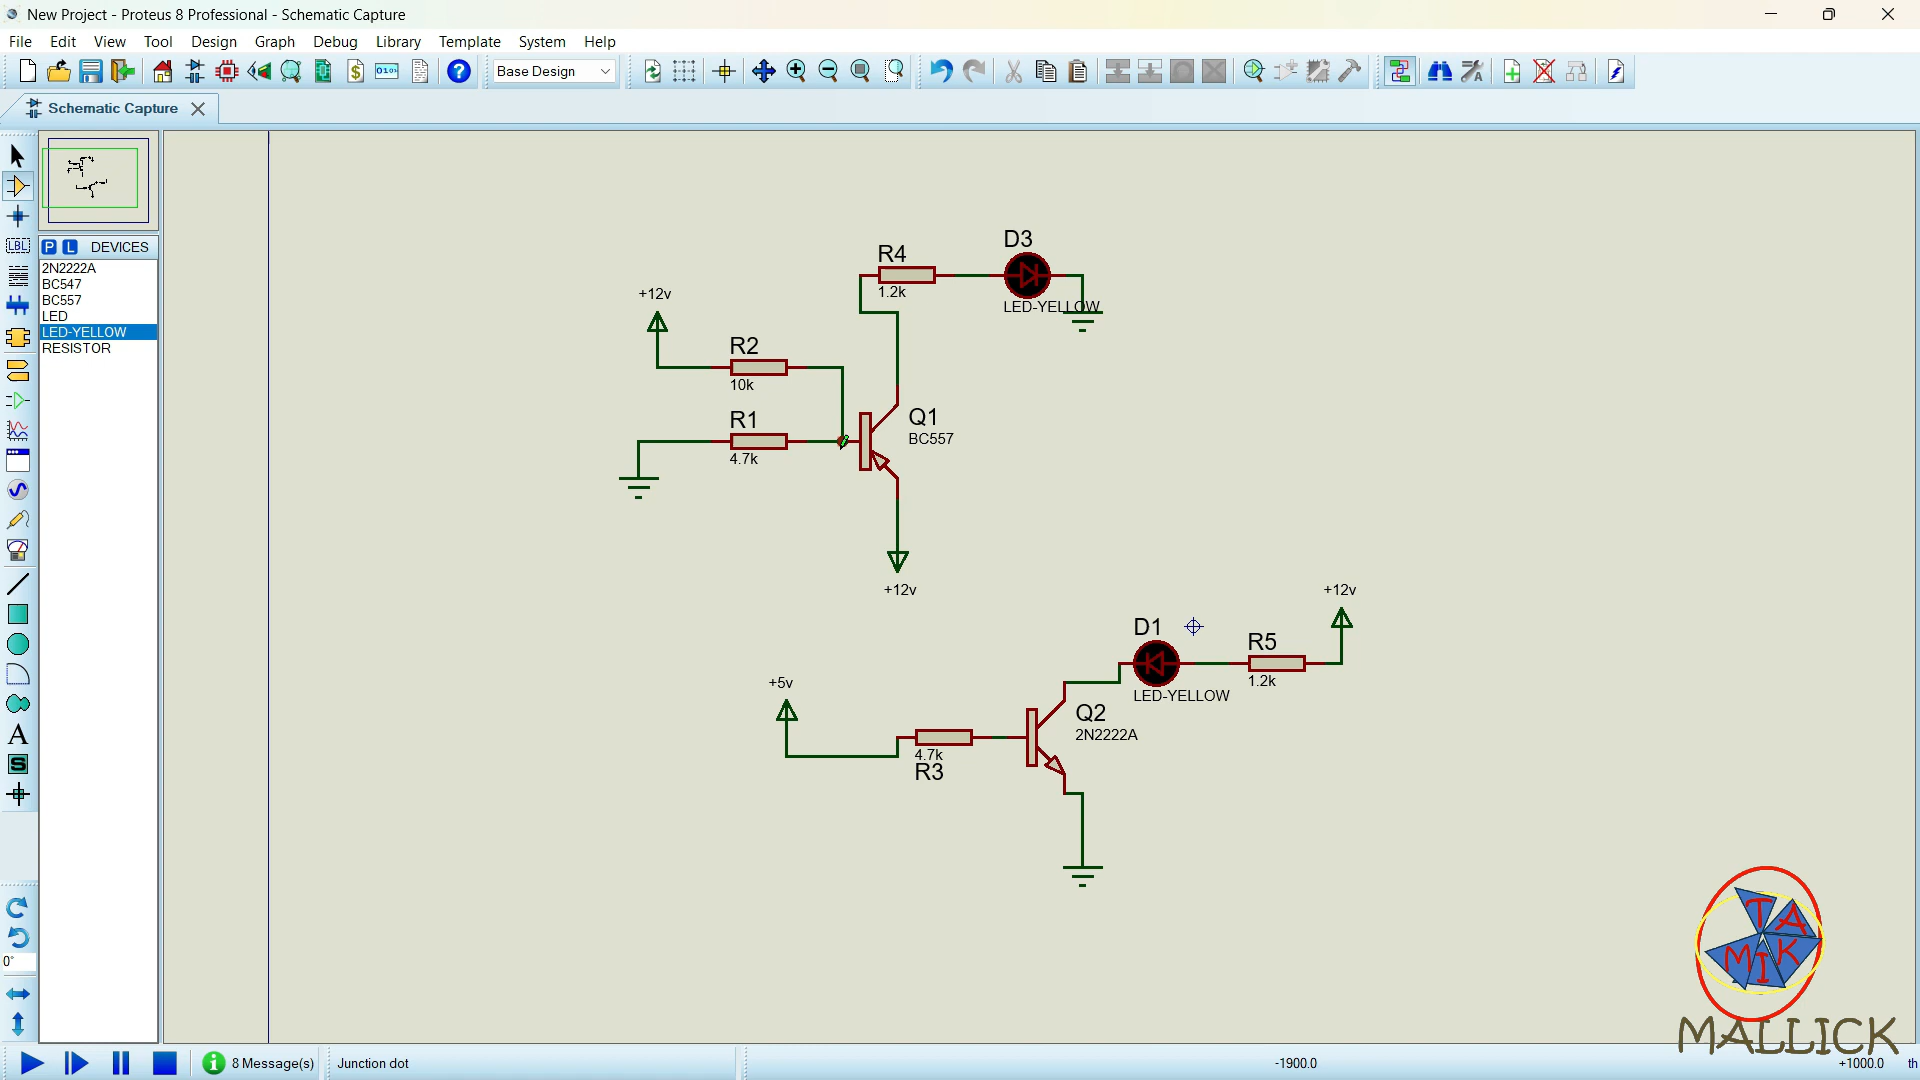 New Project - Proteus 8 Professional - Schematic Capture
File Edit View Tool Design Graph Debug Library Template System Help
Base Design
Schematic Capture
P L DEVICES
2N2222A
BC547
BC557
LED
LED-YELLOW
RESISTOR
LBL
A
S
0°
D3
R4
1.2k
LED-YELLOW
+12v
R2
10k
R1
4.7k
Q1
BC557
+12v
+12v
D1
R5
1.2k
LED-YELLOW
+5v
Q2
2N2222A
4.7k
R3
TAMIK
MALLICK
8 Message(s)
Junction dot
-1900.0
+1000.0
th